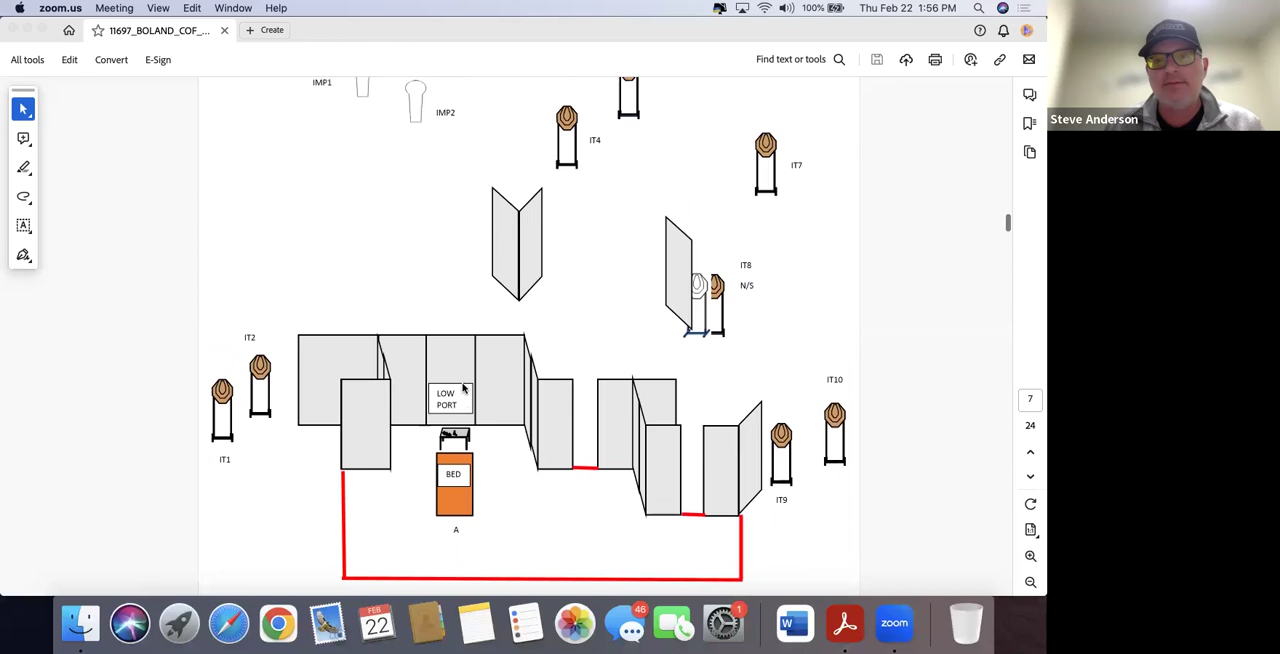 zoom.us Meeting View Edit Window Help 100% Thu Feb 22 1:56 PM
11697_BOLAND_COF_... Create
All tools Edit Convert E-Sign Find text or tools
Steve Anderson
IMP1
IMP2
IT4
IT7
IT8
N/S
IT2
IT10
LOW
PORT
7
24
IT1
BED
IT9
A
FEB
22
46
1
W
zoom